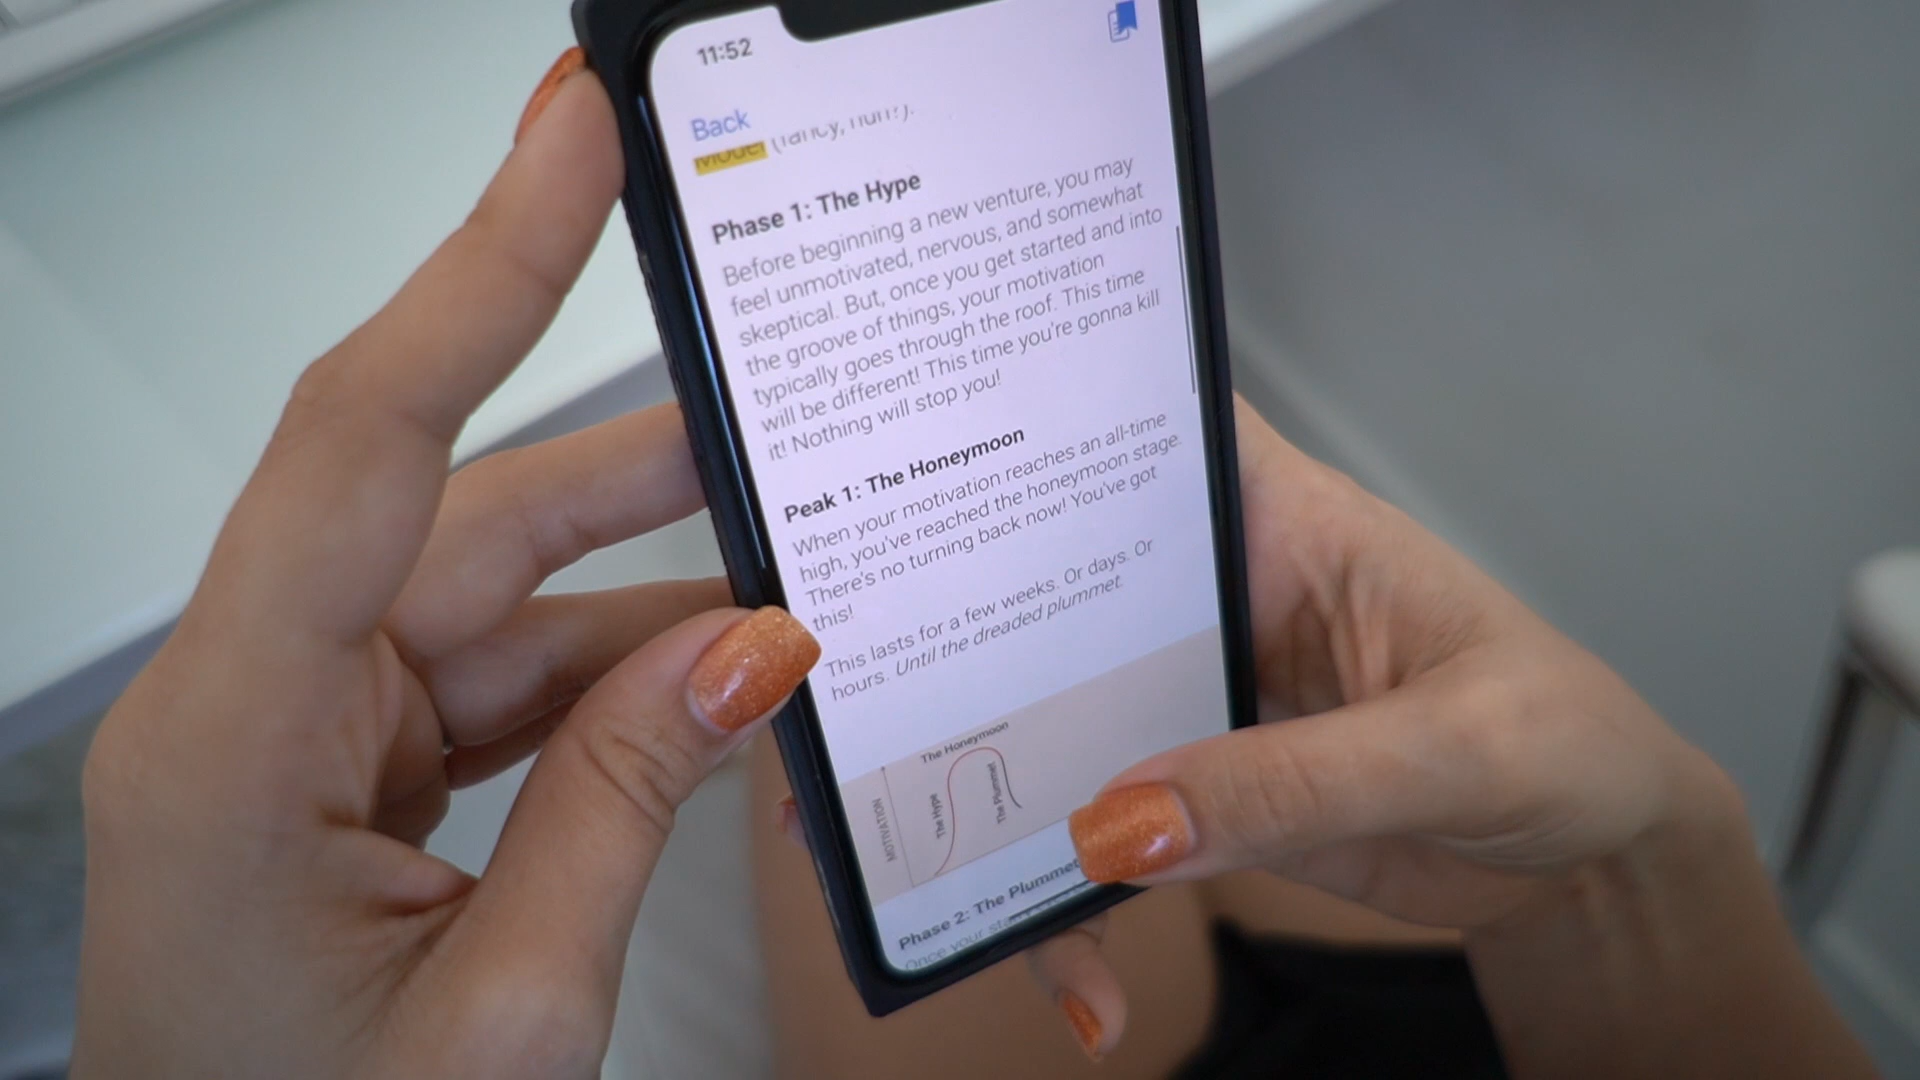 11:52
Back
Model (fancy, huh?).
Phase 1: The Hype
Before beginning a new venture, you may
feel unmotivated, nervous, and somewhat
skeptical. But, once you get started and into
the groove of things, your motivation
typically goes through the roof. This time
will be different! This time you're gonna kill
it! Nothing will stop you!
Peak 1: The Honeymoon
When your motivation reaches an all-time
high, you've reached the honeymoon stage.
There's no turning back now! You've got
this!
This lasts for a few weeks. Or days. Or
hours. Until the dreaded plummet.
The Honeymoon
MOTIVATION
The Hype
The Plummet
Phase 2: The Plummet
Once your